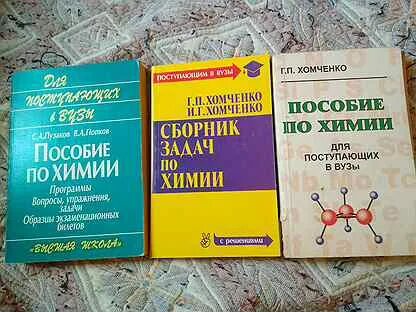 Для
поступающих
в вузы
С.А.Пузаков В.А.Попков
Пособие
по химии
Программы
Вопросы, упражнения,
задачи
Образцы экзаменационных
билетов
"ВЫСШАЯ ШКОЛА"
ПОСТУПАЮЩИМ В ВУЗЫ
Г.П. ХОМЧЕНКО
И.Г. ХОМЧЕНКО
СБОРНИК
ЗАДАЧ
ПО
ХИМИИ
с решениями
Г.П. ХОМЧЕНКО
ПОСОБИЕ
ПО ХИМИИ
ДЛЯ
ПОСТУПАЮЩИХ
В ВУЗы